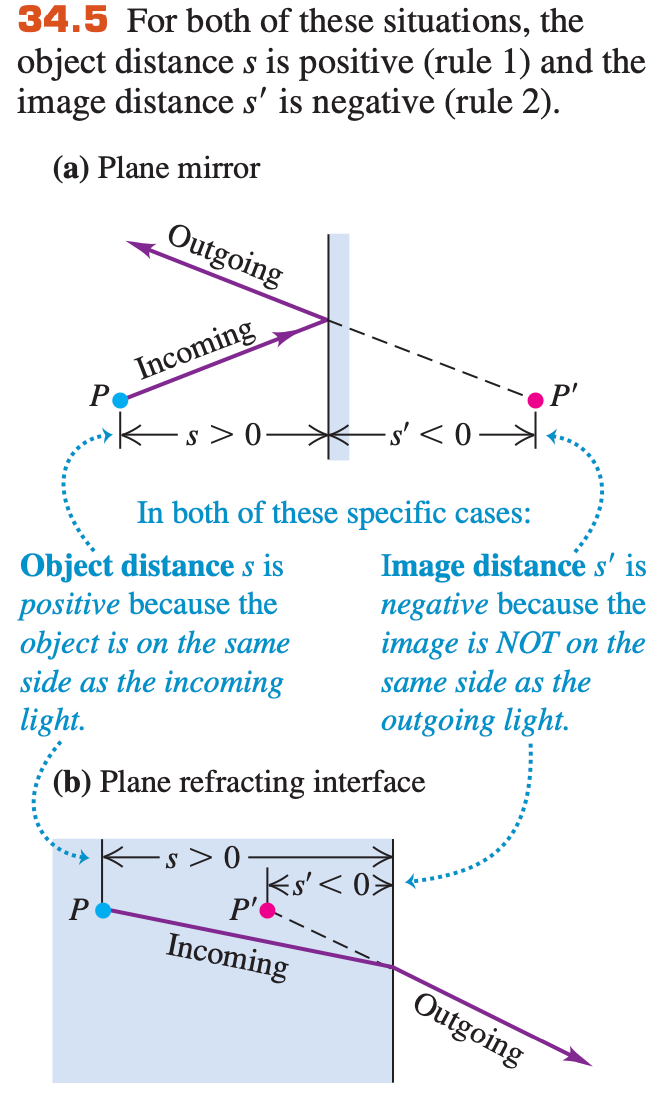 34.5 For both of these situations, the
object distance s is positive (rule 1) and the
image distance s′ is negative (rule 2).
(a) Plane mirror
Outgoing
Incoming
P
P′
s > 0
s′ < 0
In both of these specific cases:
Object distance s is
positive because the
object is on the same
side as the incoming
light.
Image distance s′ is
negative because the
image is NOT on the
same side as the
outgoing light.
(b) Plane refracting interface
s > 0
s′ < 0
P
P′
Incoming
Outgoing